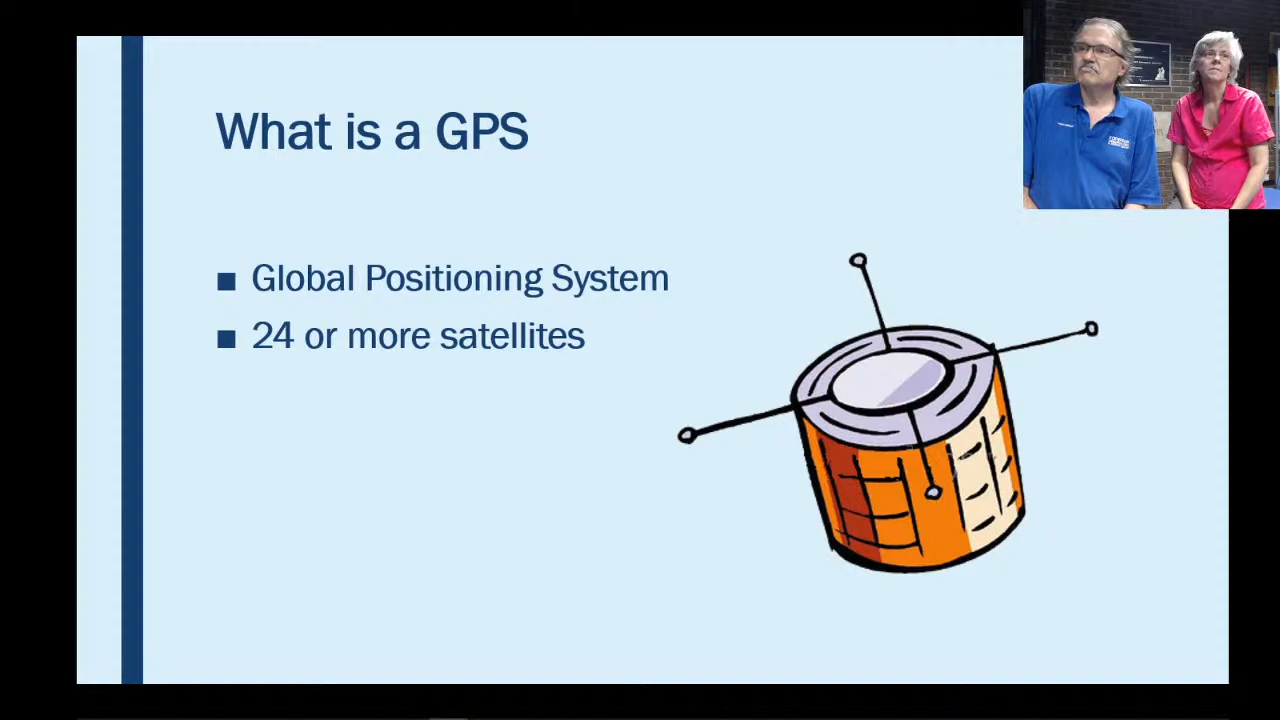 What is a GPS
Global Positioning System
24 or more satellites